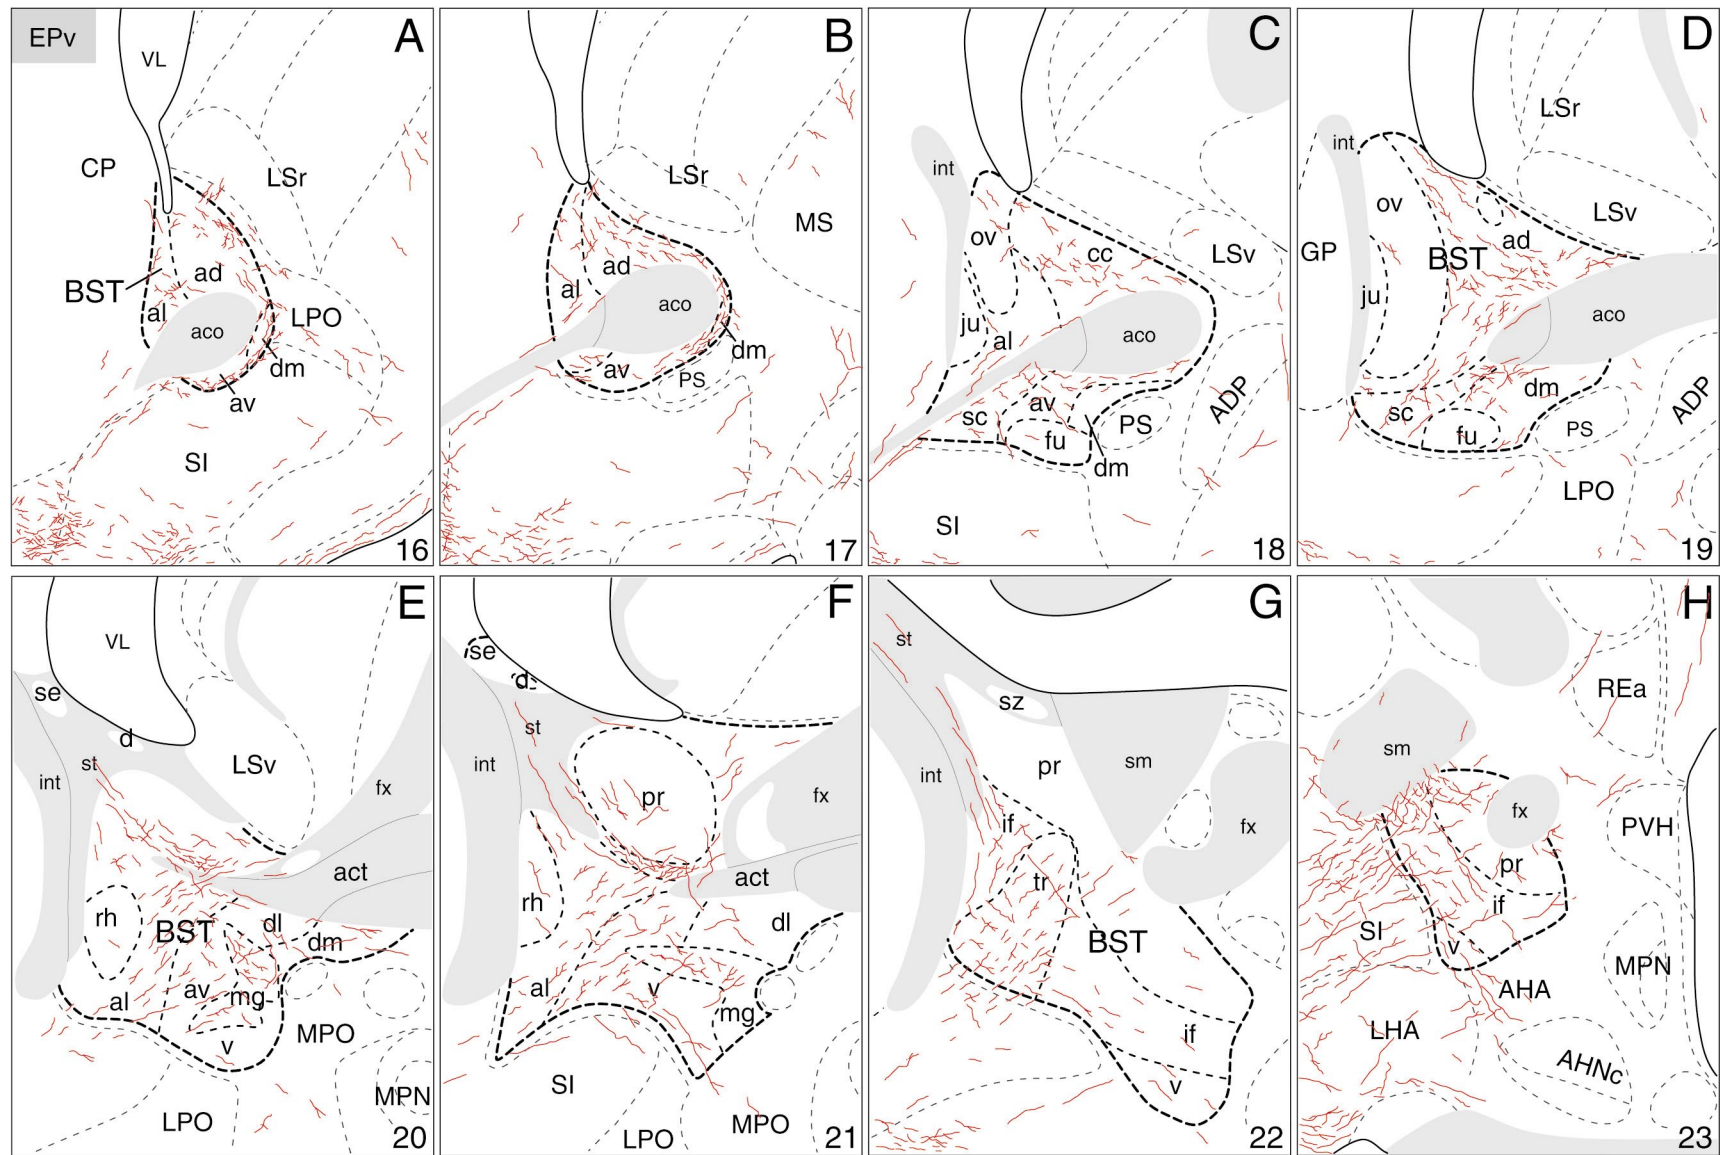 EPv
A
VL
CP
LSr
BST
ad
al
aco
LPO
dm
av
SI
16
B
LSr
MS
ad
al
aco
dm
av
PS
17
C
int
ov
cc
LSv
ju
al
aco
sc
av
fu
PS
ADP
dm
SI
18
D
LSr
int
ov
LSv
ad
GP
BST
ju
aco
dm
sc
fu
PS
ADP
LPO
19
E
VL
se
d
st
LSv
int
fx
act
rh
BST
dl
dm
al
av
mg
v
MPO
MPN
LPO
20
F
se
d
st
int
pr
fx
act
rh
dl
al
v
mg
SI
LPO
MPO
21
G
st
sz
int
pr
sm
if
fx
tr
BST
if
v
22
H
REa
sm
fx
PVH
pr
if
SI
v
MPN
AHA
LHA
AHNc
23